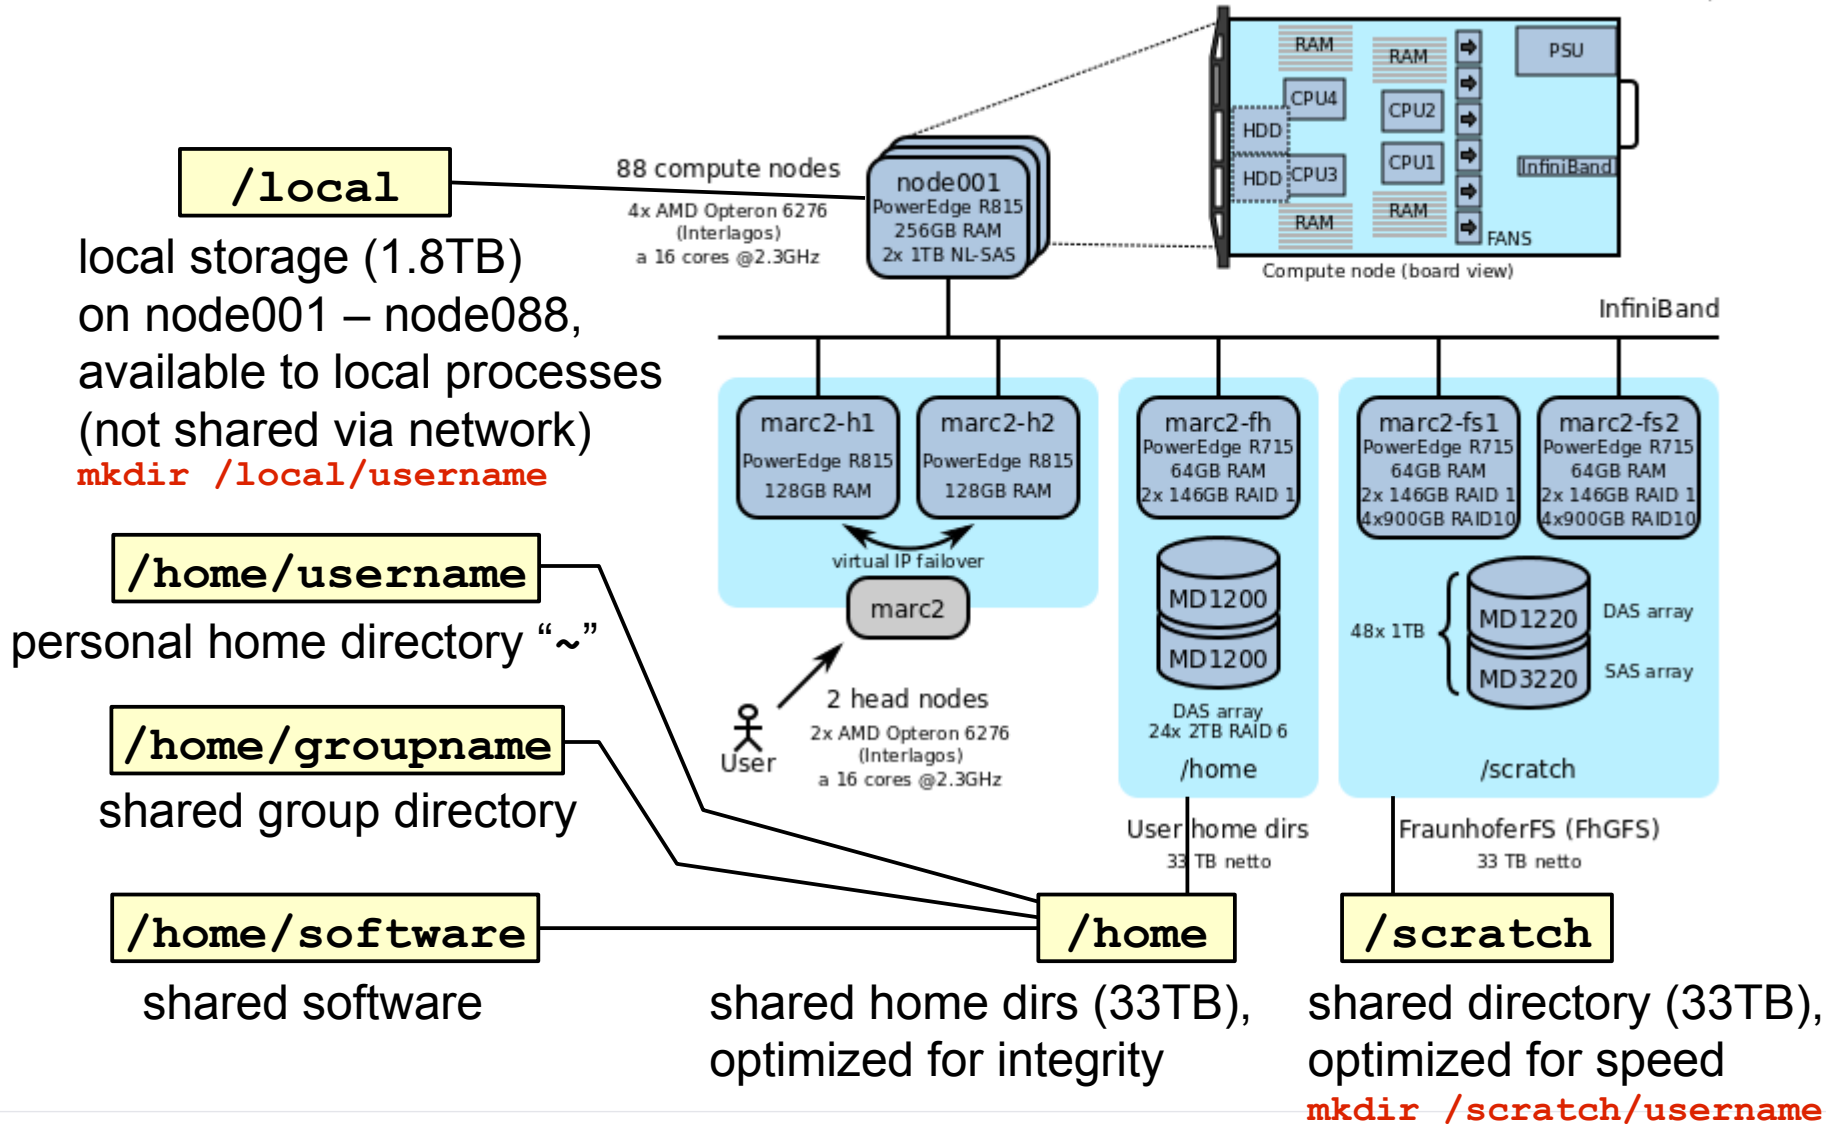 RAM
RAM
PSU
CPU4
CPU2
HDD
CPU1
InfiniBand
HDD
CPU3
RAM
RAM
FANS
Compute node (board view)
/local
88 compute nodes
4x AMD Opteron 6276
(Interlagos)
a 16 cores @2.3GHz
node001
PowerEdge R815
256GB RAM
2x 1TB NL-SAS
local storage (1.8TB)
on node001 – node088,
available to local processes
(not shared via network)
mkdir /local/username
InfiniBand
marc2-h1
PowerEdge R815
128GB RAM
marc2-h2
PowerEdge R815
128GB RAM
virtual IP failover
marc2
marc2-fh
PowerEdge R715
64GB RAM
2x 146GB RAID 1
MD1200
MD1200
DAS array
24x 2TB RAID 6
/home
marc2-fs1
PowerEdge R715
64GB RAM
2x 146GB RAID 1
4x900GB RAID10
marc2-fs2
PowerEdge R715
64GB RAM
2x 146GB RAID 1
4x900GB RAID10
48x 1TB
MD1220
MD3220
DAS array
SAS array
/scratch
User
2 head nodes
2x AMD Opteron 6276
(Interlagos)
a 16 cores @2.3GHz
/home/username
personal home directory “~”
/home/groupname
shared group directory
/home/software
shared software
User home dirs
33 TB netto
FraunhoferFS (FhGFS)
33 TB netto
/home
shared home dirs (33TB),
optimized for integrity
/scratch
shared directory (33TB),
optimized for speed
mkdir /scratch/username